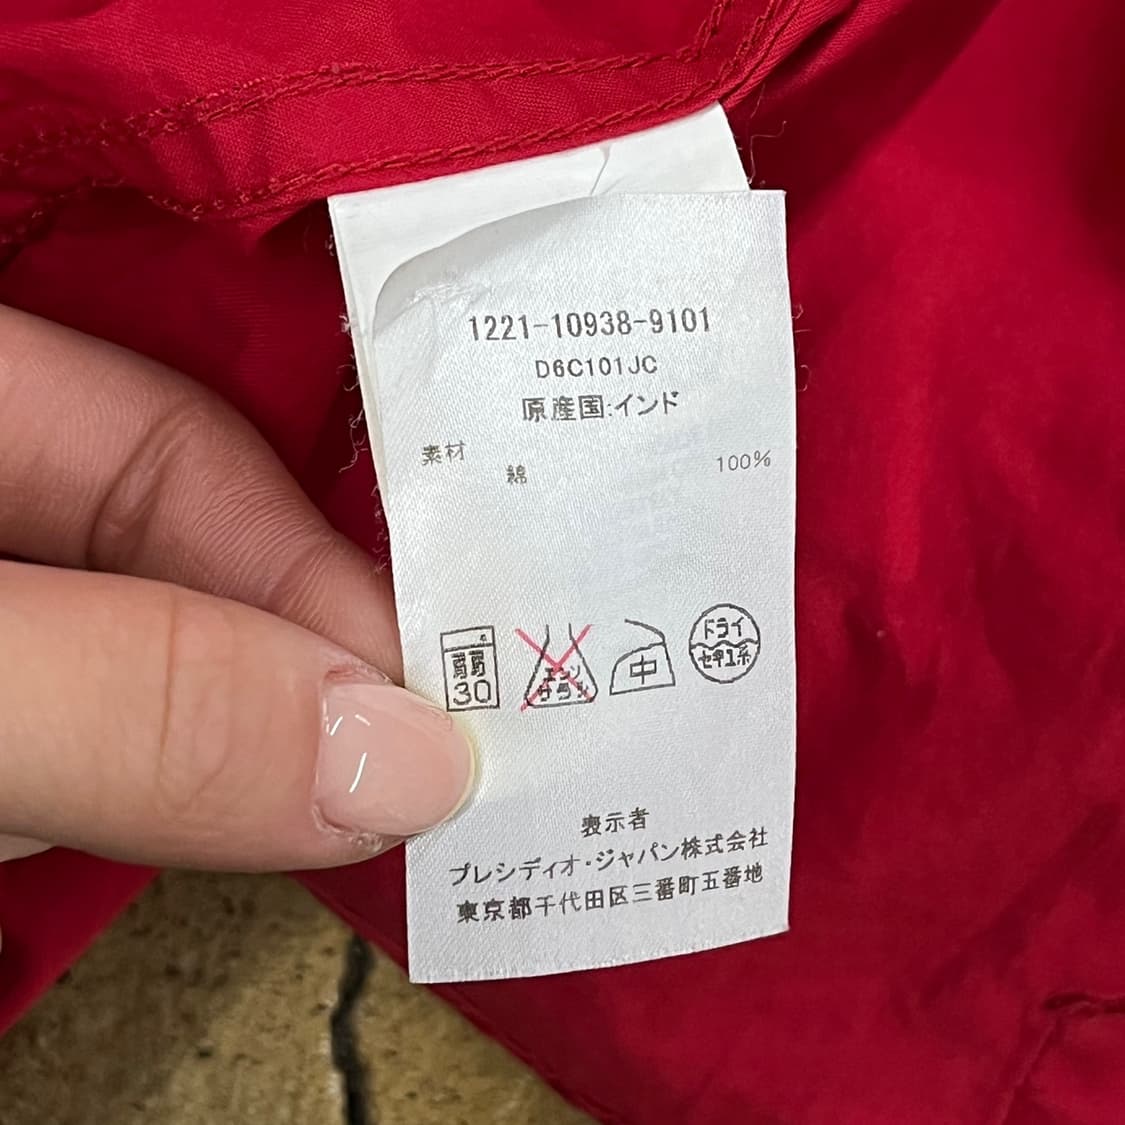 1221-10938-9101
D6C101JC
原産国:インド
素材
綿 100%
弱
30
エンソ
サラシ
中
ドライ
セキユ系
表示者
プレシディオ・ジャパン株式会社
東京都千代田区三番町五番地